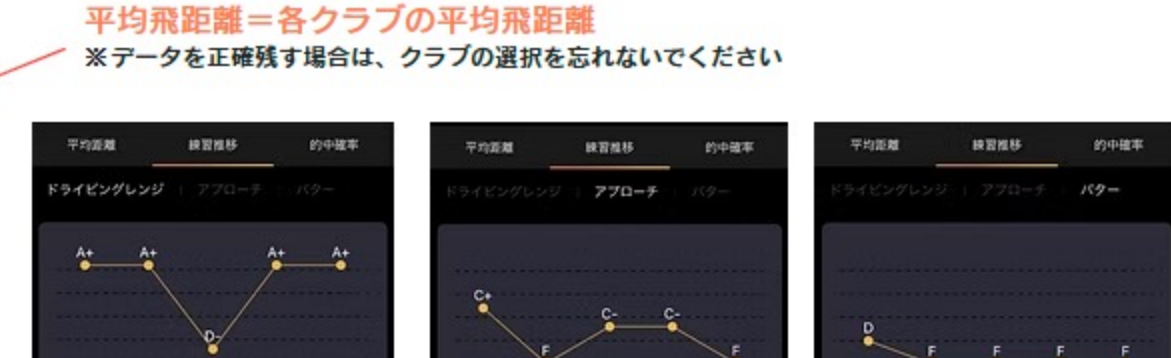 平均飛距離＝各クラブの平均飛距離
※データを正確残す場合は、クラブの選択を忘れないでください
平均距離 練習推移 的中確率
ドライビングレンジ | アプローチ | パター
A+ A+ D- A+ A+
平均距離 練習推移 的中確率
ドライビングレンジ | アプローチ | パター
C+ F C- C- F
平均距離 練習推移 的中確率
ドライビングレンジ | アプローチ | パター
D F F F F